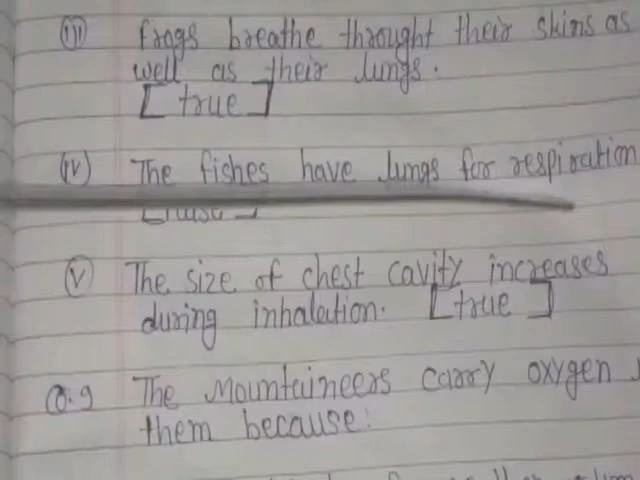 (iii) frogs breathe throught their skins as
well as their lungs.
[ true ]
(iv) The fishes have lungs for respiration
(v) The size of chest cavity increases
during inhalation. [true ]
Q.9 The Mountaineers carry oxygen
them because: